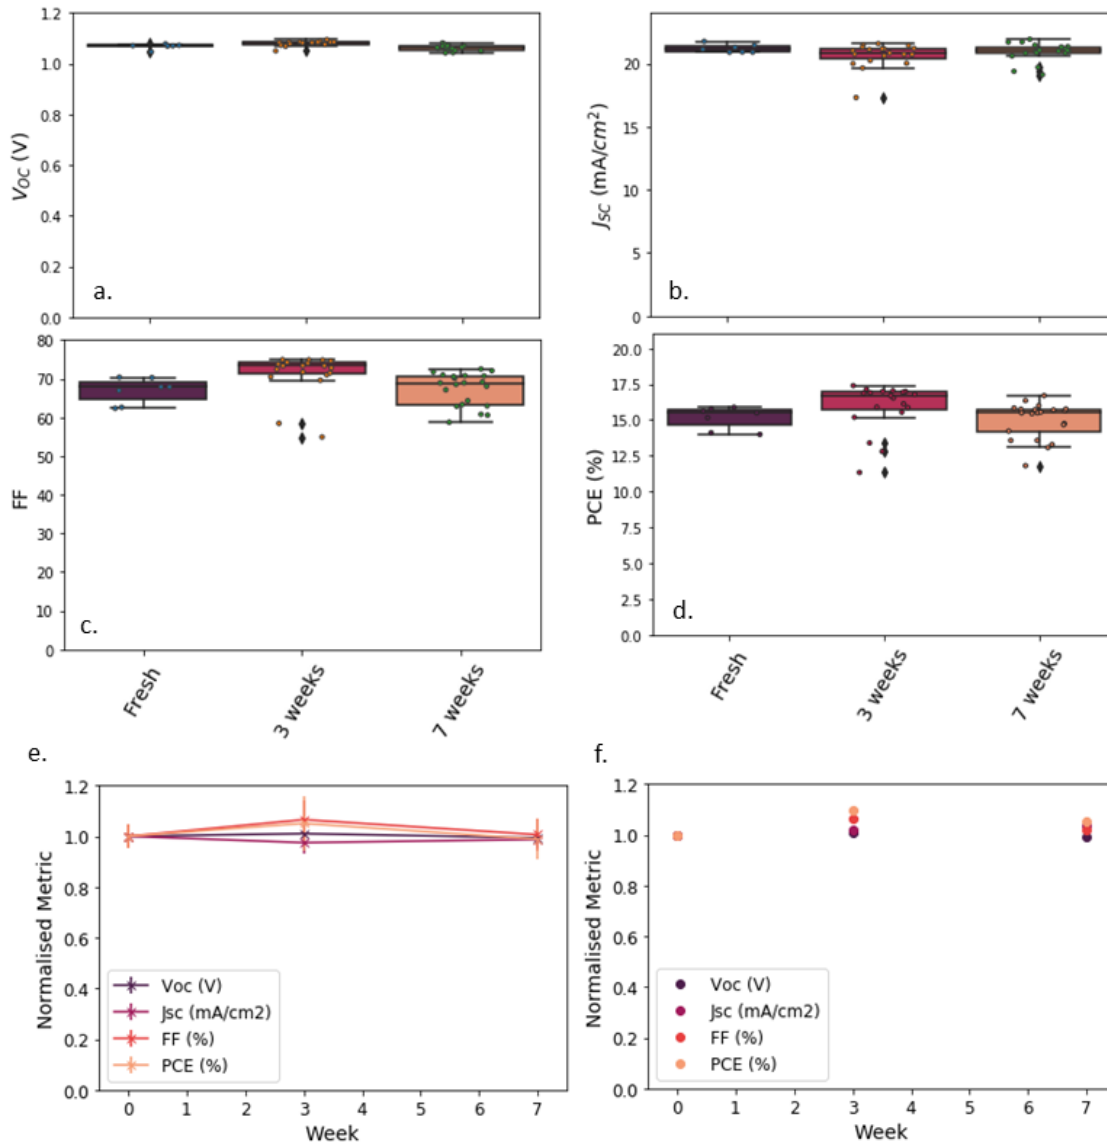 1.2
1.0
0.8
0.6
0.4
0.2
0.0
V_OC (V)
a.
20
15
10
5
0
J_SC (mA/cm²)
b.
80
70
60
50
40
30
20
10
0
FF
c.
Fresh
3 weeks
7 weeks
20.0
17.5
15.0
12.5
10.0
7.5
5.0
2.5
0.0
PCE (%)
d.
Fresh
3 weeks
7 weeks
e.
1.2
1.0
0.8
0.6
0.4
0.2
0.0
Normalised Metric
Voc (V)
Jsc (mA/cm2)
FF (%)
PCE (%)
0 1 2 3 4 5 6 7
Week
f.
1.2
1.0
0.8
0.6
0.4
0.2
0.0
Normalised Metric
Voc (V)
Jsc (mA/cm2)
FF (%)
PCE (%)
0 1 2 3 4 5 6 7
Week